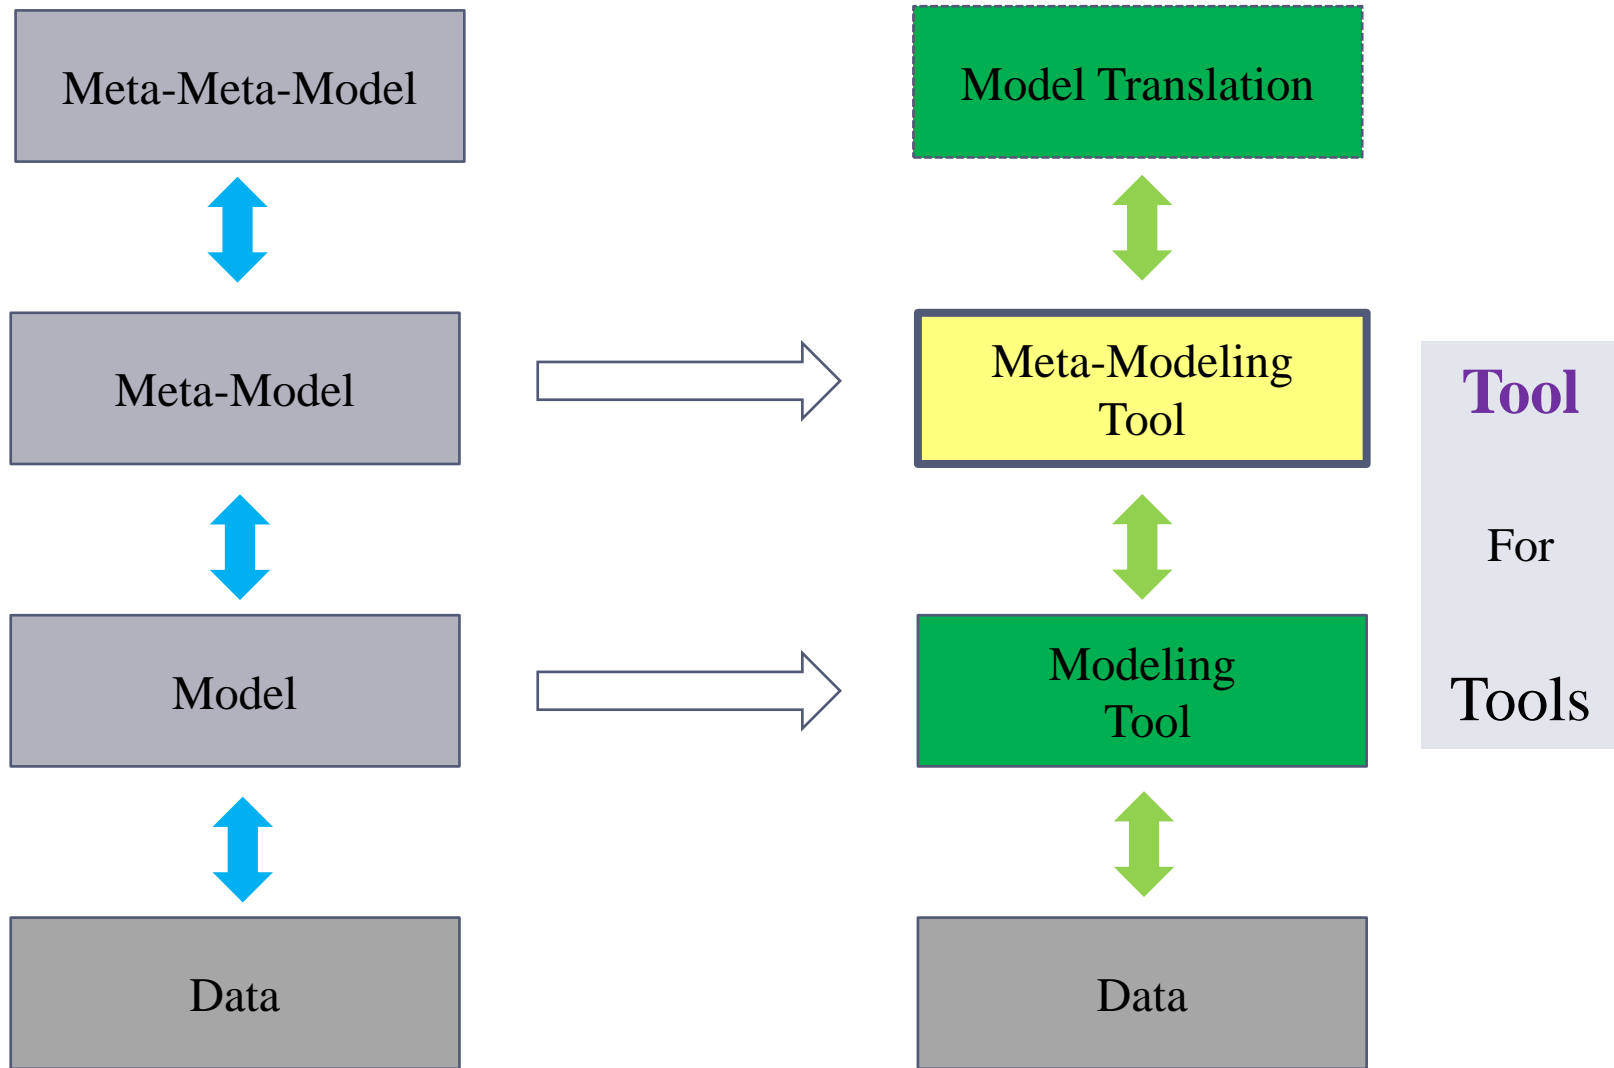 Meta-Meta-Model
Model Translation
Meta-Model
Meta-Modeling
Tool
Tool
For
Model
Modeling
Tool
Tools
Data
Data